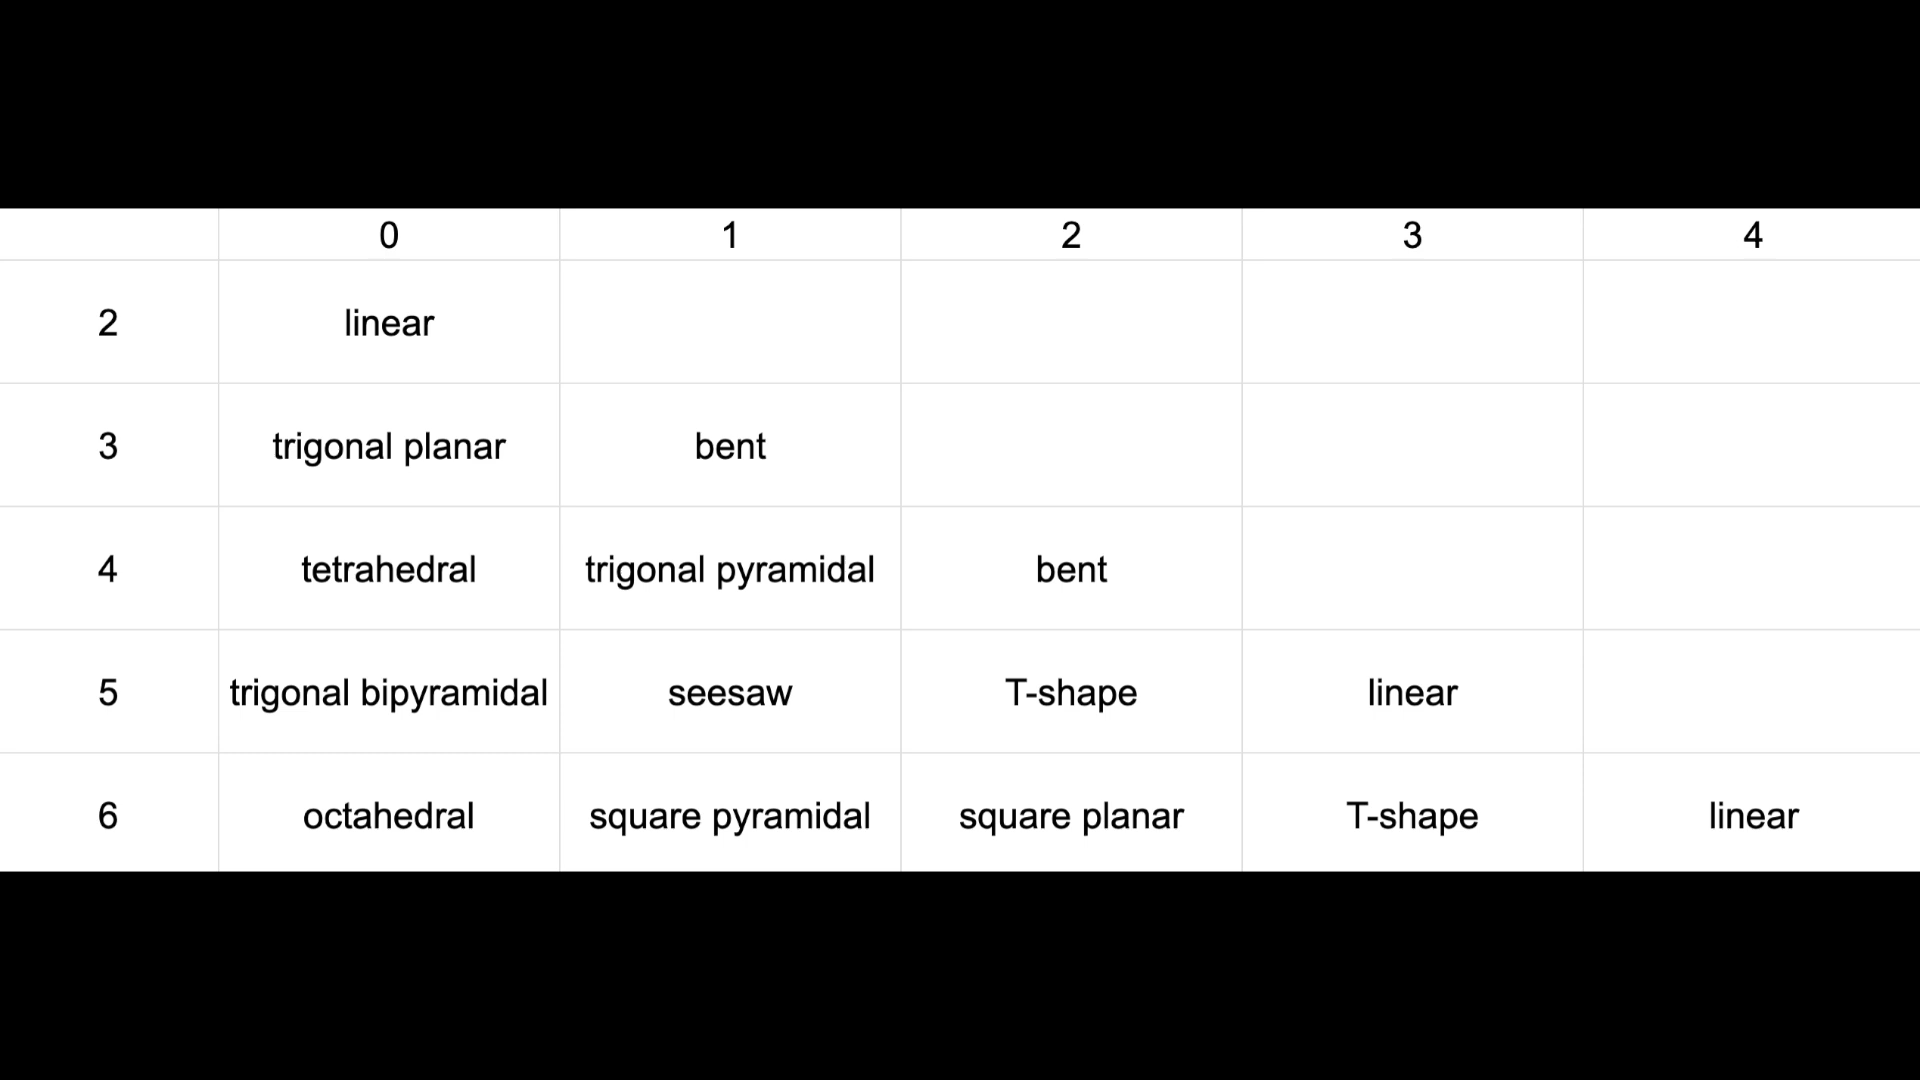 0 1 2 3 4
2 linear
3 trigonal planar bent
4 tetrahedral trigonal pyramidal bent
5 trigonal bipyramidal seesaw T-shape linear
6 octahedral square pyramidal square planar T-shape linear